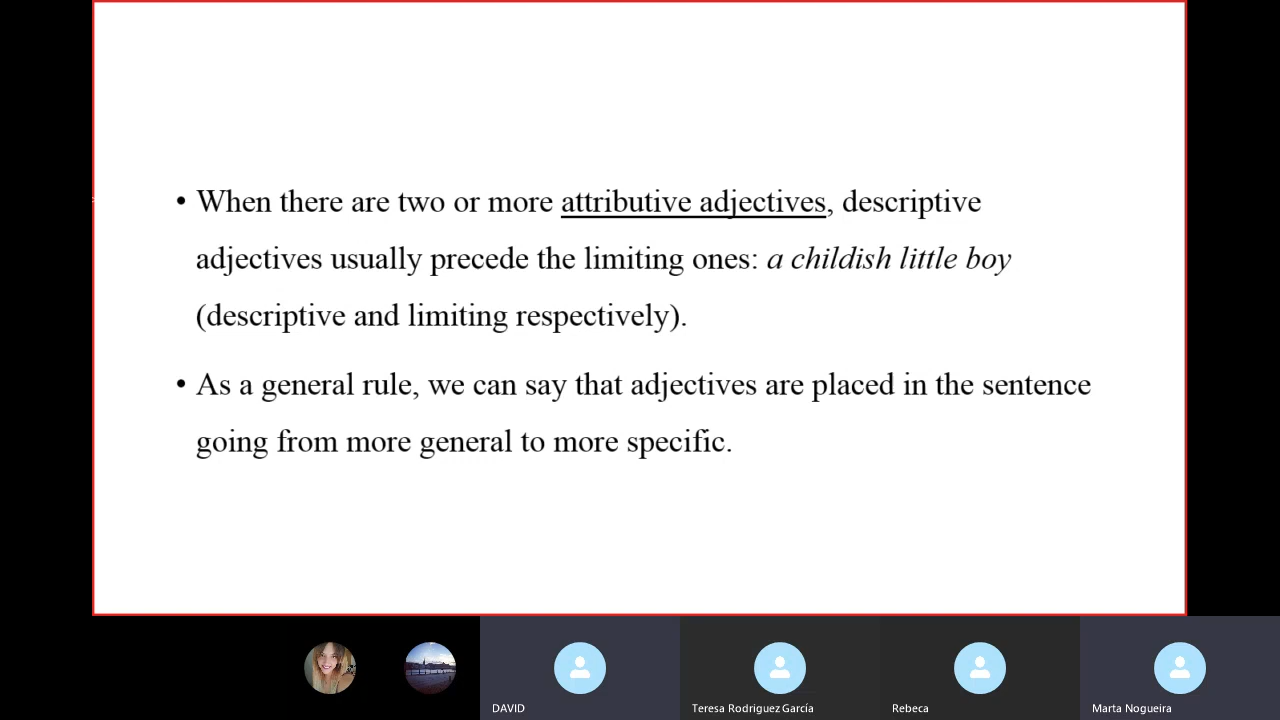 • When there are two or more attributive adjectives, descriptive
adjectives usually precede the limiting ones: a childish little boy
(descriptive and limiting respectively).
• As a general rule, we can say that adjectives are placed in the sentence
going from more general to more specific.
DAVID
Teresa Rodriguez García
Rebeca
Marta Nogueira